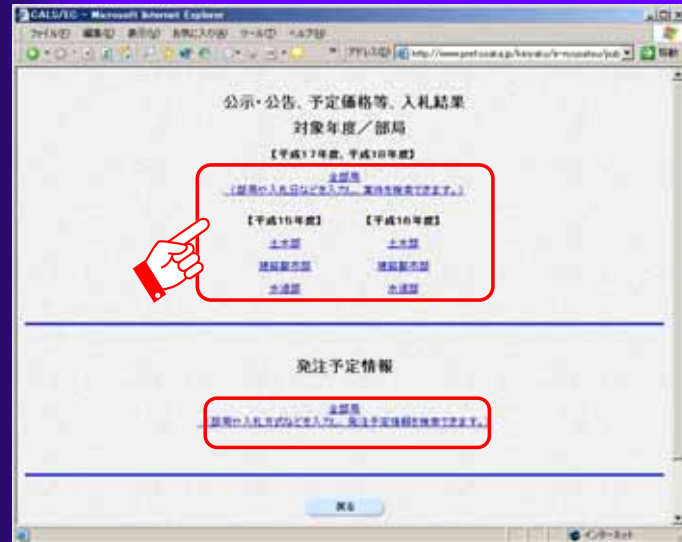 CALS/EC - Microsoft Internet Explorer
ファイル(F) 編集(E) 表示(V) お気に入り(A) ツール(T) ヘルプ(H)
アドレス(D) 移動
公示・公告、予定価格等、入札結果
対象年度／部局
【平成17年度、平成18年度】
全部局
（部局や入札日などを入力し、案件を検索できます。）
【平成15年度】 【平成16年度】
土木部 土木部
建築都市部 建築都市部
水道部 水道部
発注予定情報
全部局
（部局や入札方式などを入力し、発注予定情報を検索できます。）
戻る
インターネット